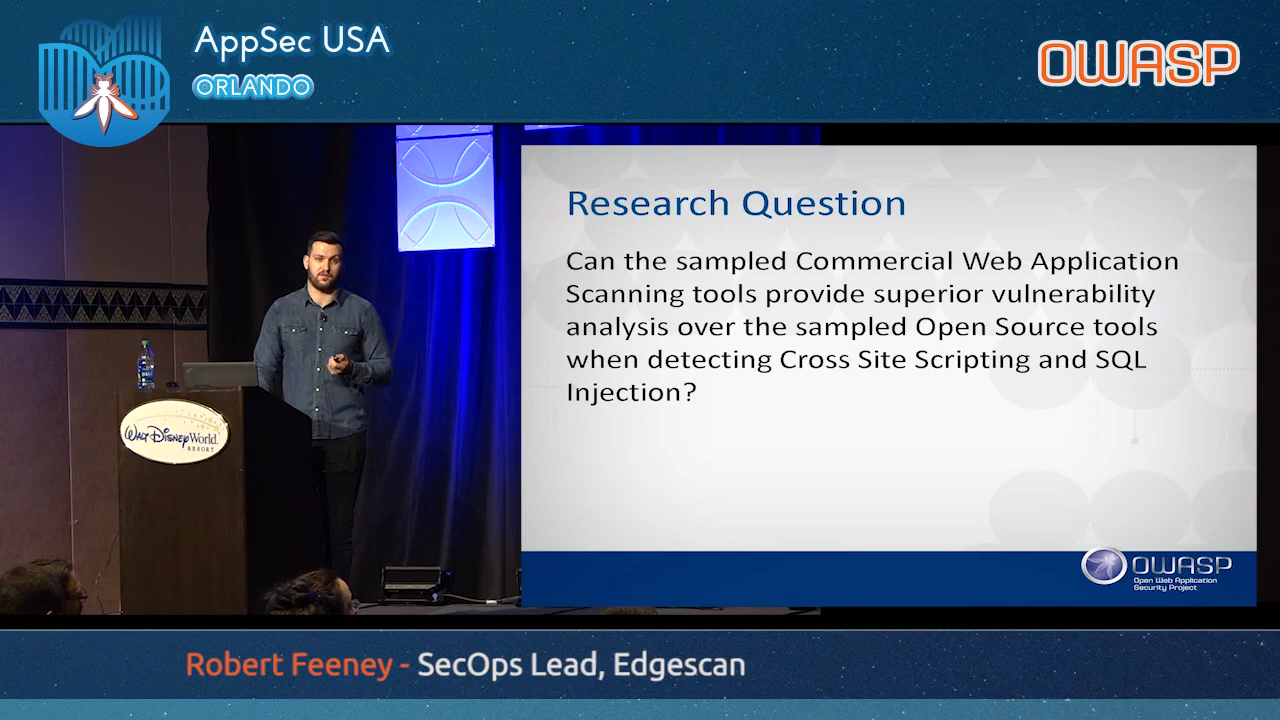 AppSec USA
ORLANDO
OWASP
Research Question
Can the sampled Commercial Web Application
Scanning tools provide superior vulnerability
analysis over the sampled Open Source tools
when detecting Cross Site Scripting and SQL
Injection?
WALT DISNEY World
RESORT
OWASP
Open Web Application
Security Project
Robert Feeney - SecOps Lead, Edgescan